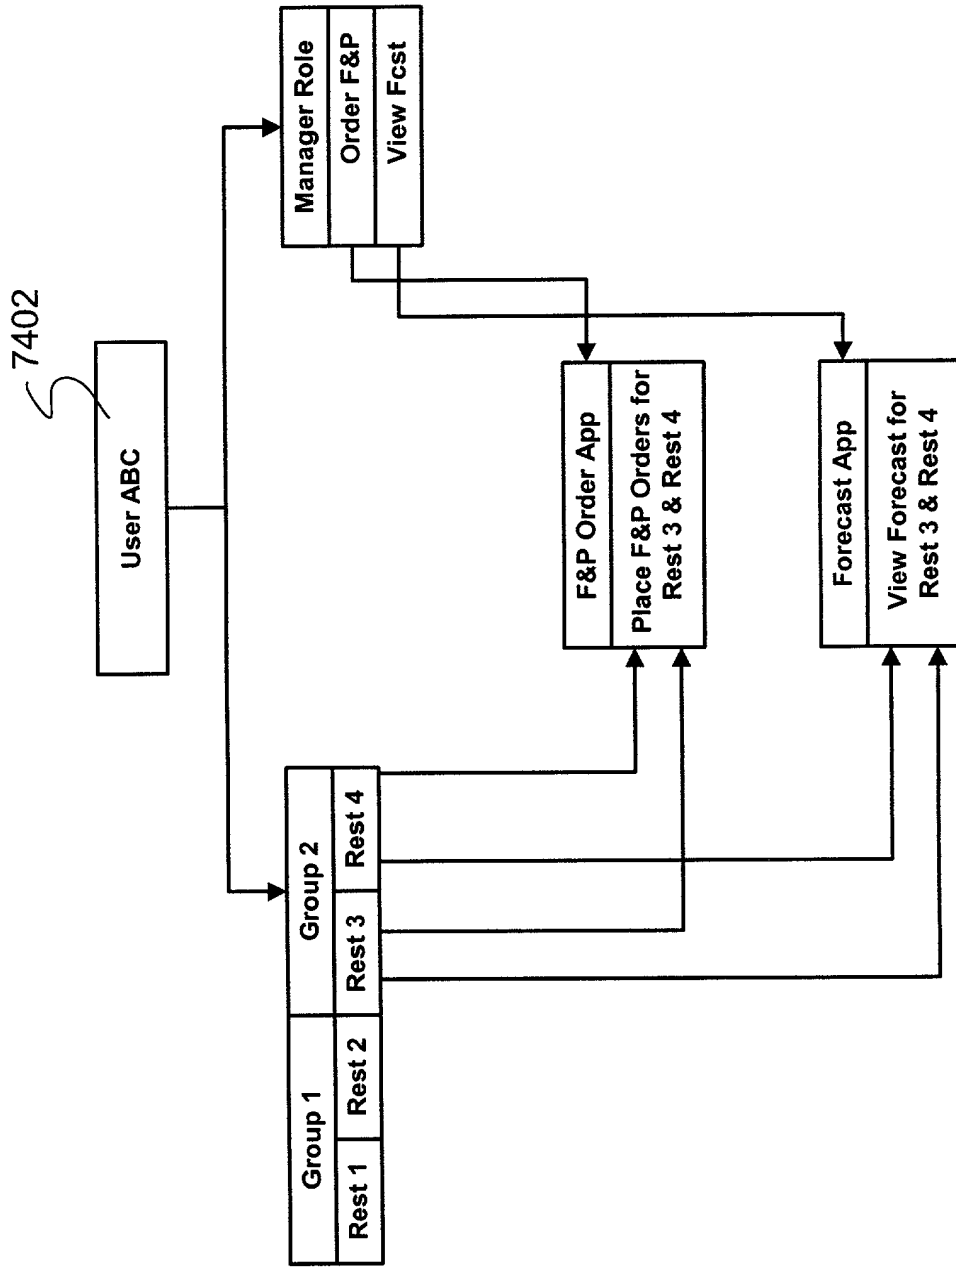 7402
User ABC
Group 1
Group 2
Rest 1
Rest 2
Rest 3
Rest 4
Manager Role
Order F&P
View Fcst
F&P Order App
Place F&P Orders for
Rest 3 & Rest 4
Forecast App
View Forecast for
Rest 3 & Rest 4